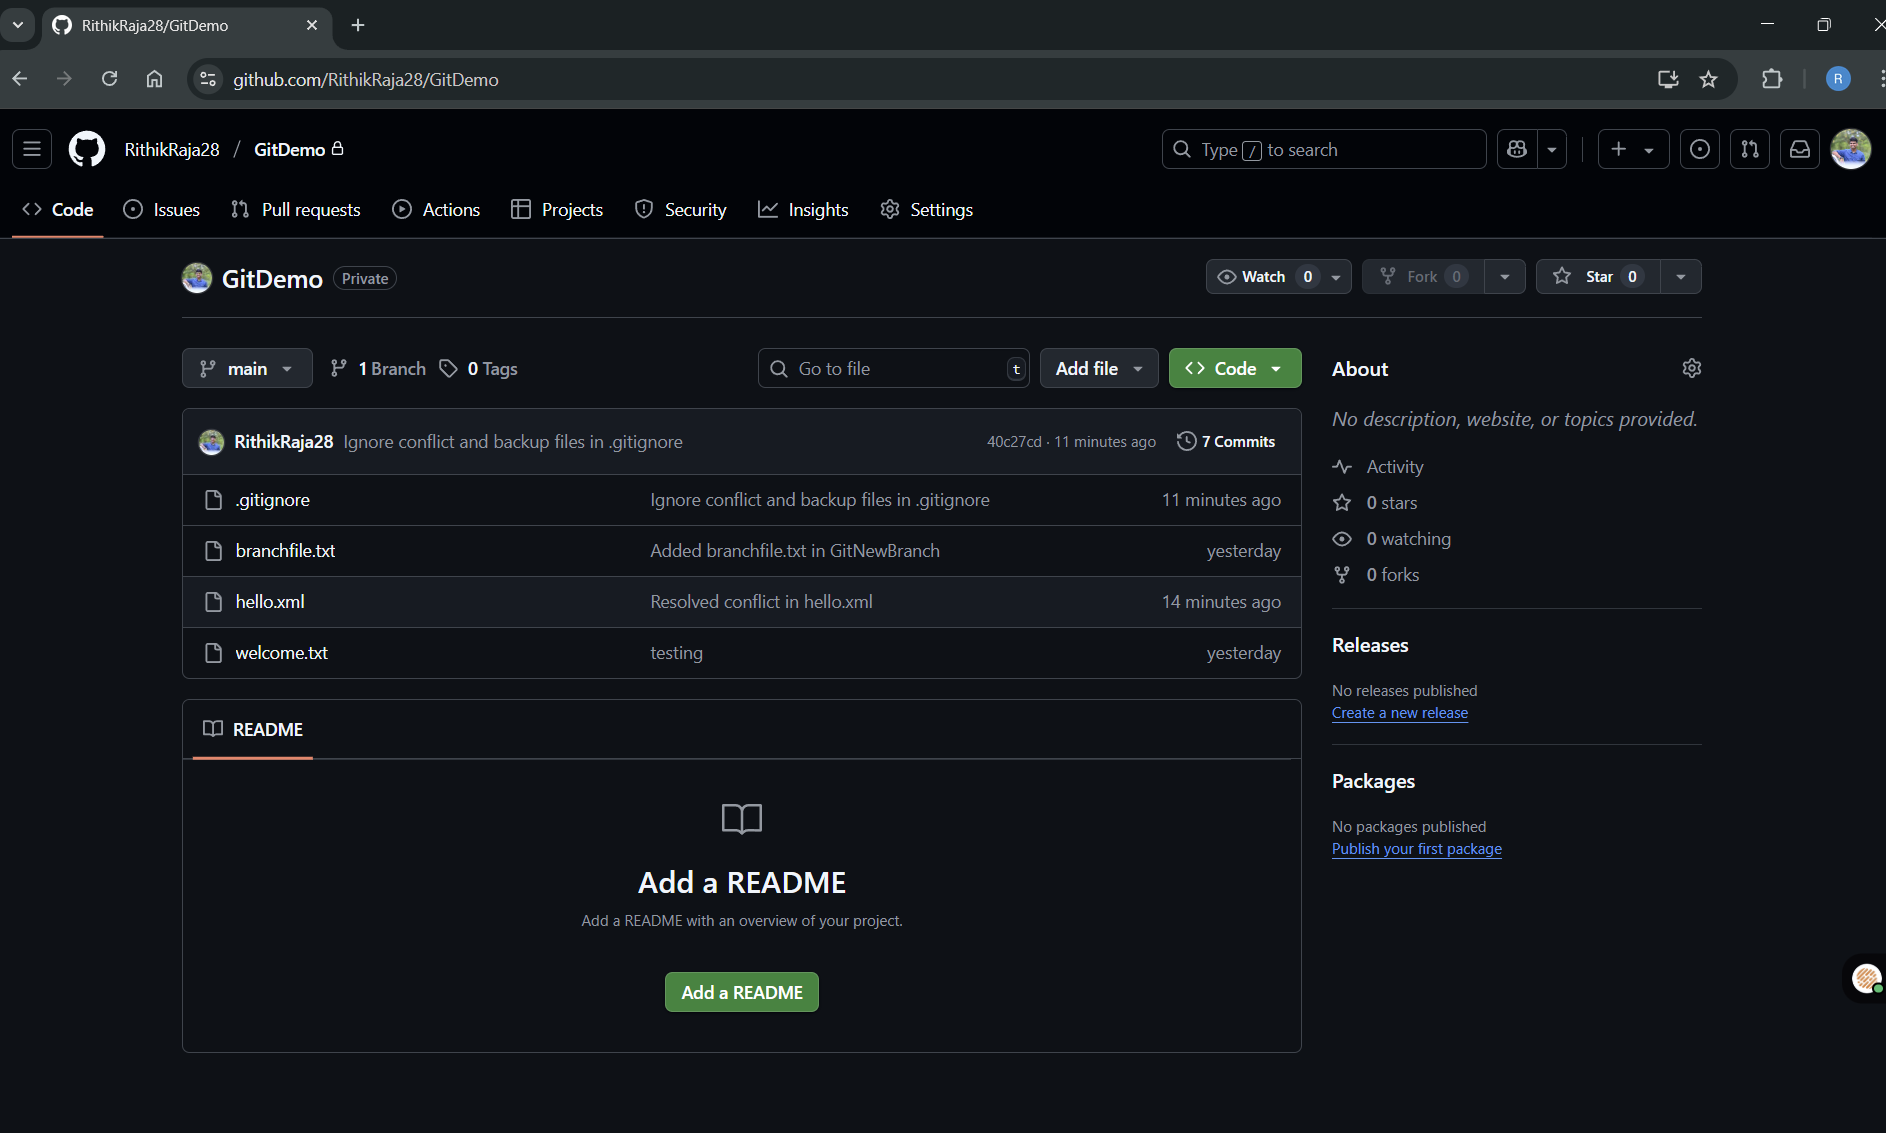 RithikRaja28/GitDemo
github.com/RithikRaja28/GitDemo
R
RithikRaja28 / GitDemo
Type / to search
Code Issues Pull requests Actions Projects Security Insights Settings
GitDemo Private
Watch 0 Fork 0 Star 0
main 1 Branch 0 Tags Go to file t Add file Code
RithikRaja28 Ignore conflict and backup files in .gitignore 40c27cd · 11 minutes ago 7 Commits
.gitignore Ignore conflict and backup files in .gitignore 11 minutes ago
branchfile.txt Added branchfile.txt in GitNewBranch yesterday
hello.xml Resolved conflict in hello.xml 14 minutes ago
welcome.txt testing yesterday
README
Add a README
Add a README with an overview of your project.
Add a README
About
No description, website, or topics provided.
Activity
0 stars
0 watching
0 forks
Releases
No releases published
Create a new release
Packages
No packages published
Publish your first package